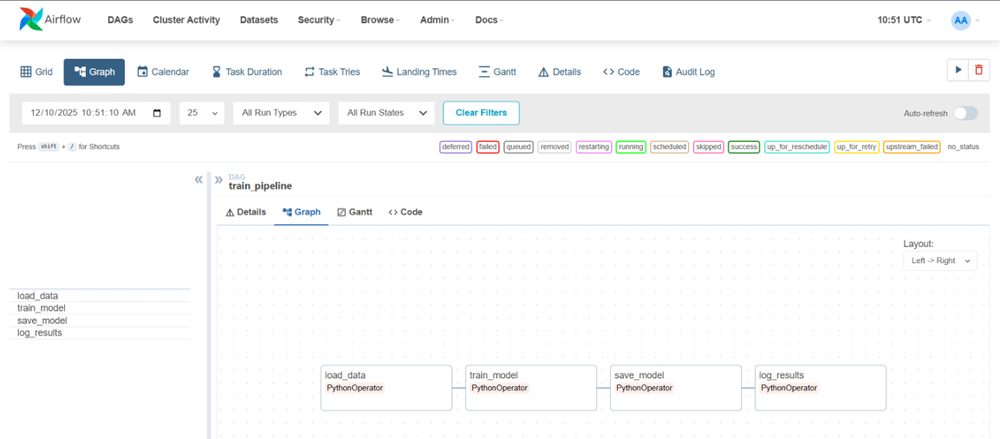 Airflow DAGs Cluster Activity Datasets Security Browse Admin Docs 10:51 UTC AA
Grid Graph Calendar Task Duration Task Tries Landing Times Gantt Details <> Code Audit Log
12/10/2025 10:51:10 AM 25 All Run Types All Run States Clear Filters Auto-refresh
Press shift + / for Shortcuts deferred failed queued removed restarting running scheduled skipped success up_for_reschedule up_for_retry upstream_failed no_status
« » DAG
train_pipeline
Details Graph Gantt <> Code
Layout:
Left -> Right
load_data
train_model
save_model
log_results
load_data train_model save_model log_results
PythonOperator PythonOperator PythonOperator PythonOperator